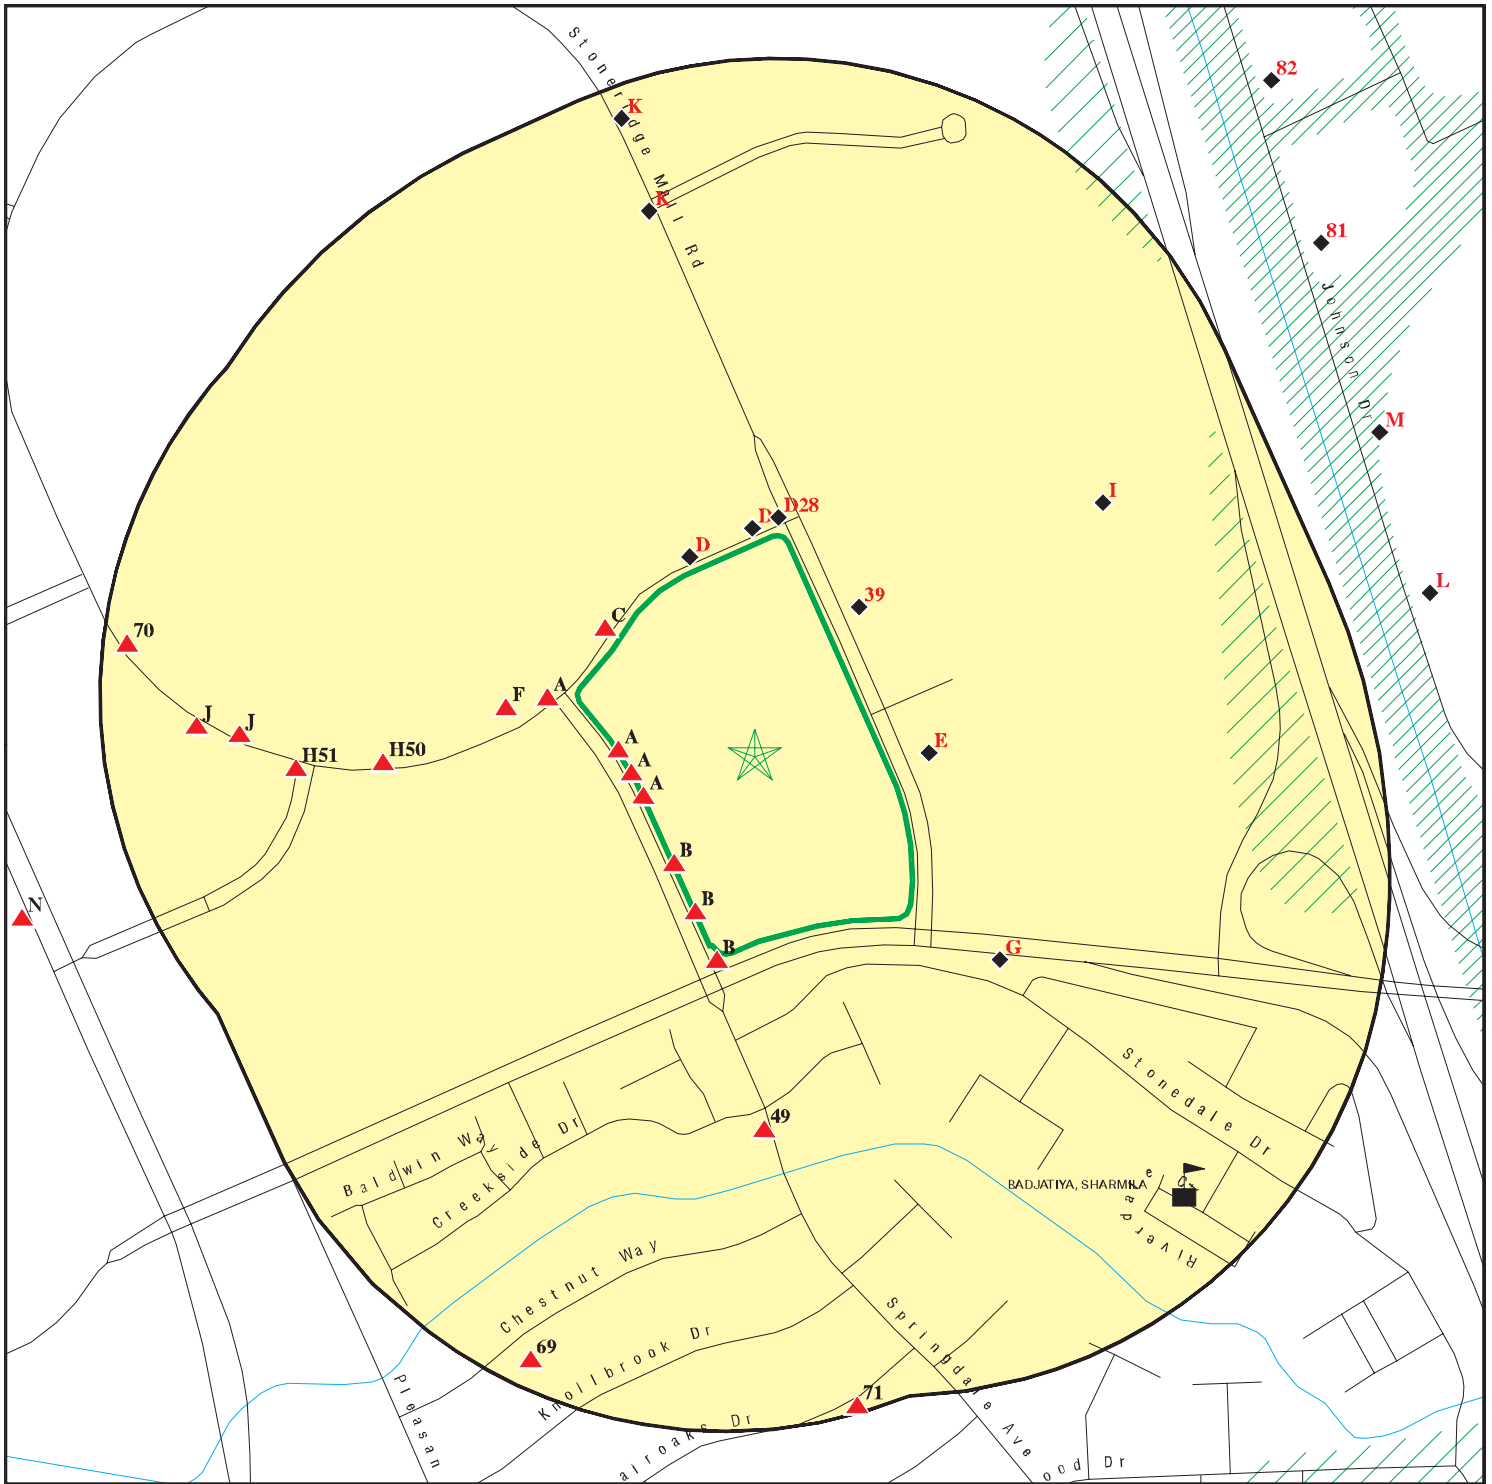 Stoneridge Mall Rd
82
K
K
81
Johnson Dr
M
I
D28
D
D
L
39
C
70
A
F
J
J
H51
H50
A
A
A
E
B
B
N
B
G
49
Stonedale Dr
Baldwin Way
Creekside Dr
BADJATIYA, SHARMILA
Riverdale Ct
Chestnut Way
Springdale Ave
Knollbrook Dr
69
71
Pleasan
airoaks Dr
ood Dr